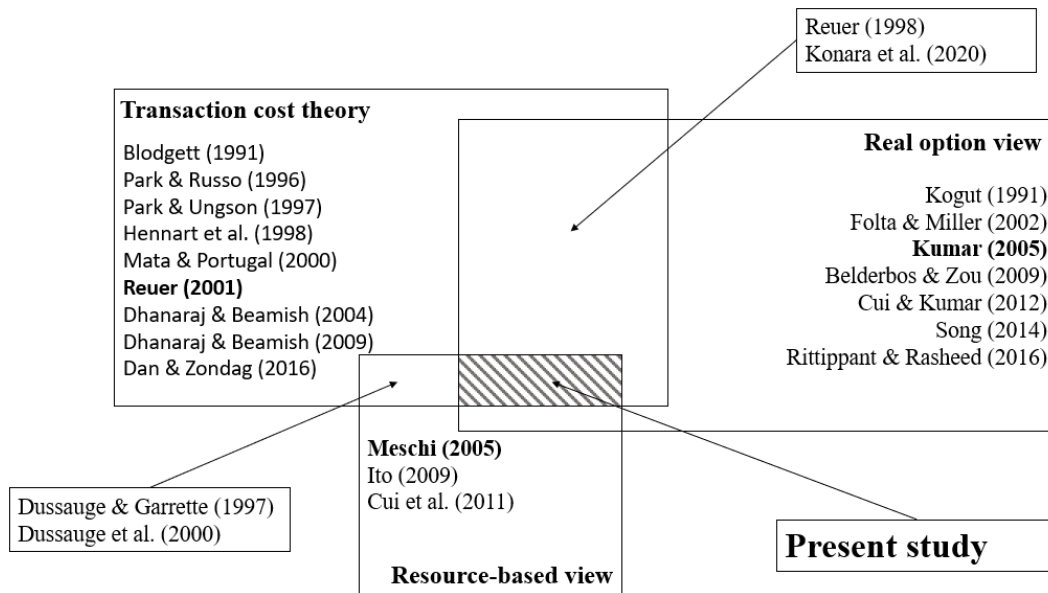 Reuer (1998)
Konara et al. (2020)
Transaction cost theory
Blodgett (1991)
Park & Russo (1996)
Park & Ungson (1997)
Hennart et al. (1998)
Mata & Portugal (2000)
Reuer (2001)
Dhanaraj & Beamish (2004)
Dhanaraj & Beamish (2009)
Dan & Zondag (2016)
Real option view
Kogut (1991)
Folta & Miller (2002)
Kumar (2005)
Belderbos & Zou (2009)
Cui & Kumar (2012)
Song (2014)
Rittippant & Rasheed (2016)
Meschi (2005)
Ito (2009)
Cui et al. (2011)
Resource-based view
Dussauge & Garrette (1997)
Dussauge et al. (2000)
Present study